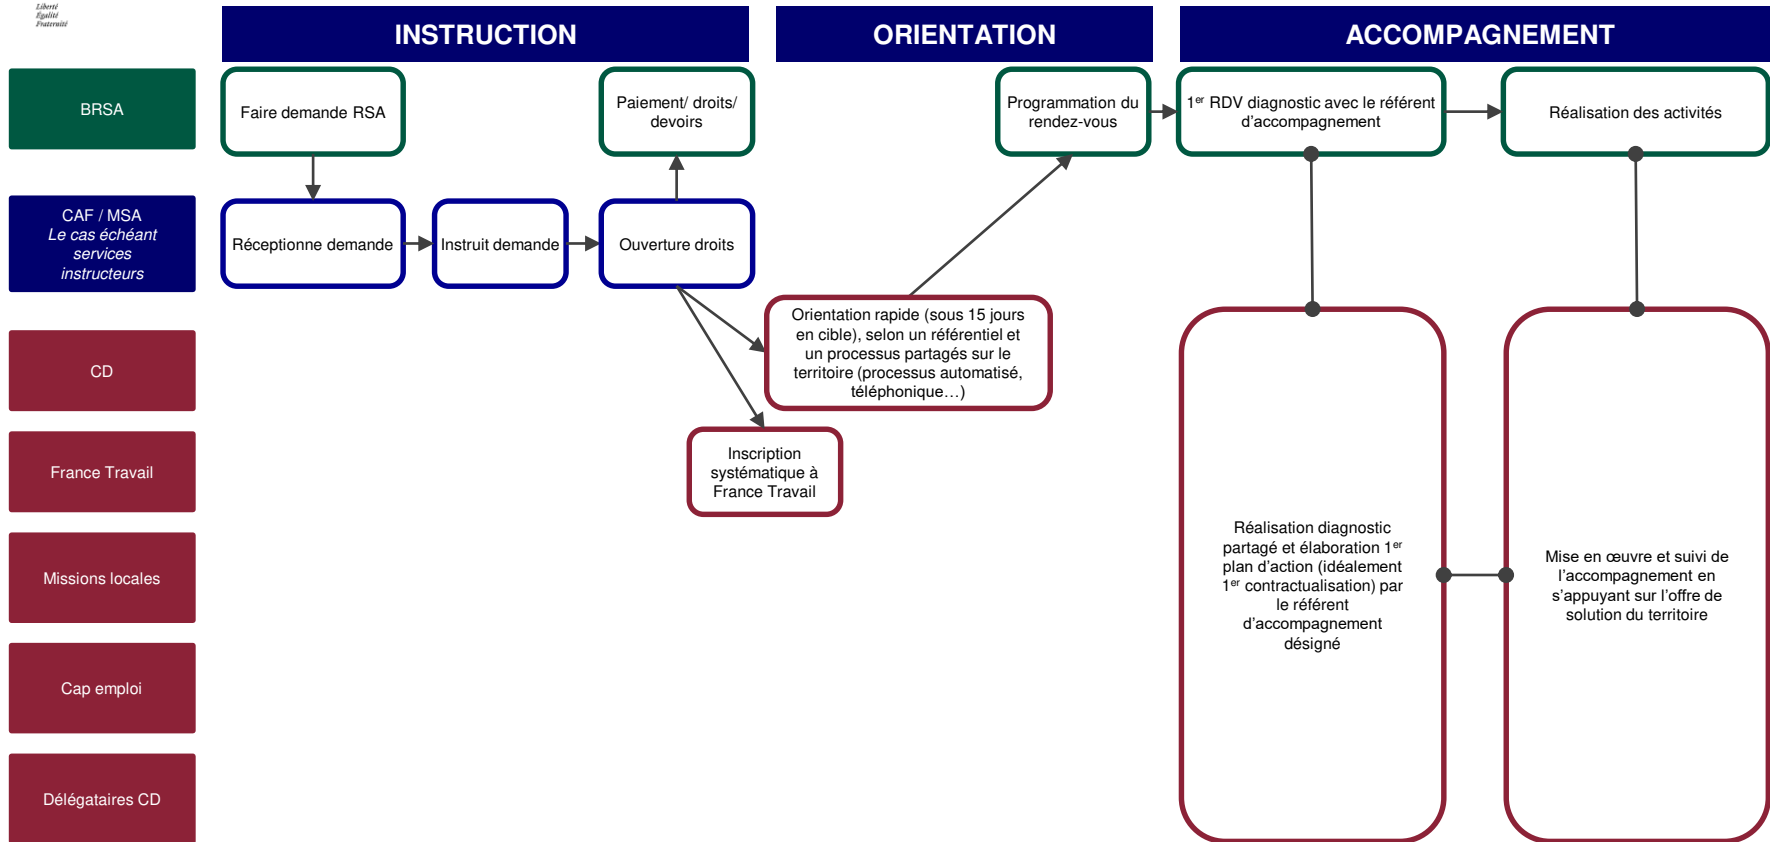 Liberté
Égalité
Fraternité
INSTRUCTION
ORIENTATION
ACCOMPAGNEMENT
BRSA
Faire demande RSA
Paiement/ droits/
devoirs
Programmation du
rendez-vous
1er RDV diagnostic avec le référent
d’accompagnement
Réalisation des activités
CAF / MSA
Le cas échéant
services
instructeurs
Réceptionne demande
Instruit demande
Ouverture droits
CD
Orientation rapide (sous 15 jours
en cible), selon un référentiel et
un processus partagés sur le
territoire (processus automatisé,
téléphonique…)
France Travail
Inscription
systématique à
France Travail
Missions locales
Réalisation diagnostic
partagé et élaboration 1er
plan d’action (idéalement
1er contractualisation) par
le référent
d’accompagnement
désigné
Mise en œuvre et suivi de
l’accompagnement en
s’appuyant sur l’offre de
solution du territoire
Cap emploi
Délégataires CD